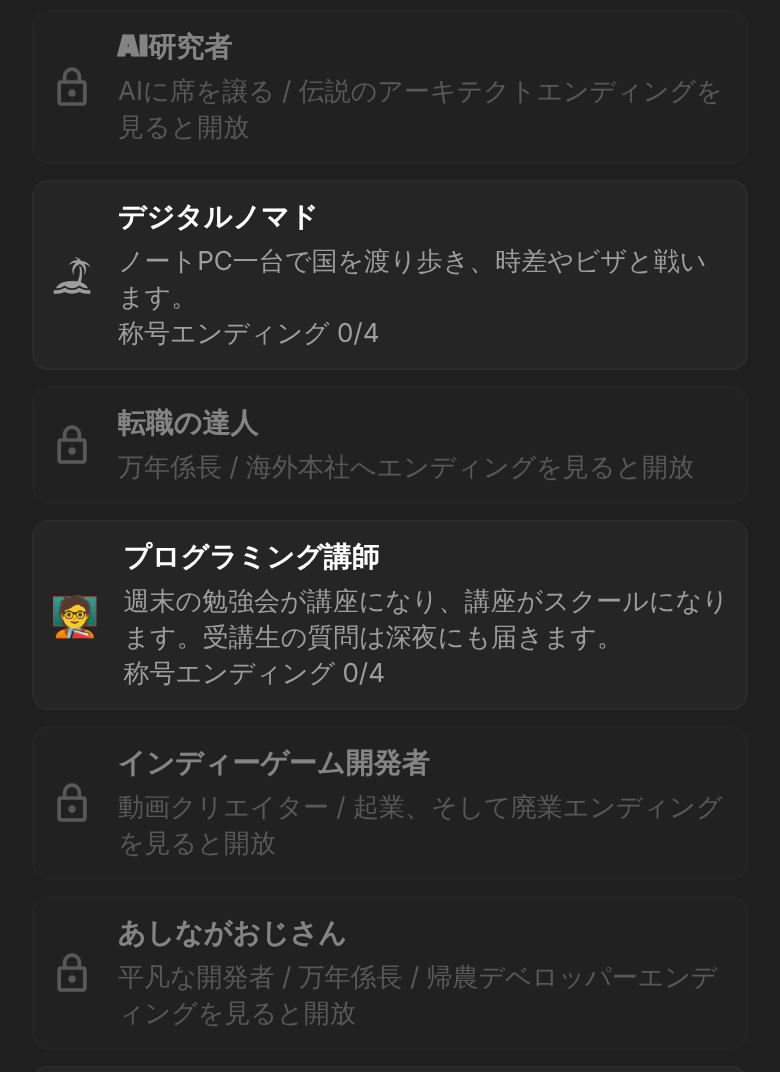 AI研究者
AIに席を譲る / 伝説のアーキテクトエンディングを
見ると開放
デジタルノマド
ノートPC一台で国を渡り歩き、時差やビザと戦い
ます。
称号エンディング 0/4
転職の達人
万年係長 / 海外本社へエンディングを見ると開放
プログラミング講師
週末の勉強会が講座になり、講座がスクールになり
ます。受講生の質問は深夜にも届きます。
称号エンディング 0/4
インディーゲーム開発者
動画クリエイター / 起業、そして廃業エンディング
を見ると開放
あしながおじさん
平凡な開発者 / 万年係長 / 帰農デベロッパーエンデ
ィングを見ると開放